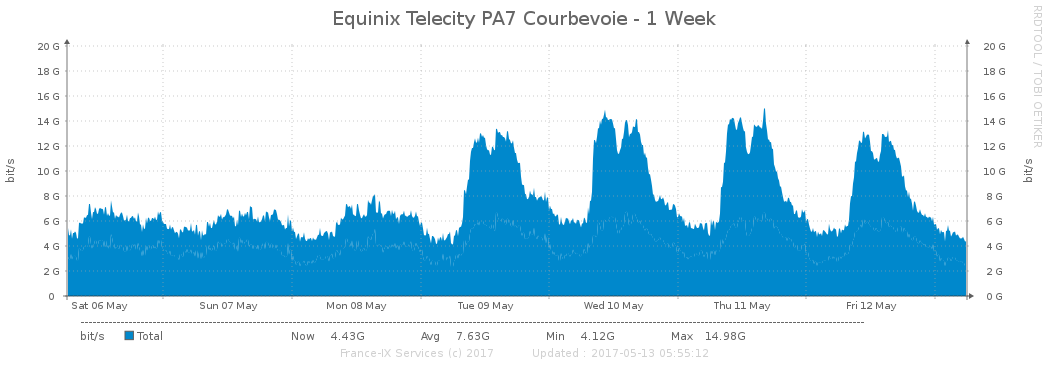 Equinix Telecity PA7 Courbevoie - 1 Week
RRDTOOL / TOBI OETIKER
bit/s
20 G 20 G
18 G 18 G
16 G 16 G
14 G 14 G
12 G 12 G
10 G 10 G
8 G 8 G
6 G 6 G
4 G 4 G
2 G 2 G
0 0 G
bit/s
Sat 06 May Sun 07 May Mon 08 May Tue 09 May Wed 10 May Thu 11 May Fri 12 May
bit/s Total Now 4.43G Avg 7.63G Min 4.12G Max 14.98G
France-IX Services (c) 2017 Updated : 2017-05-13 05:55:12